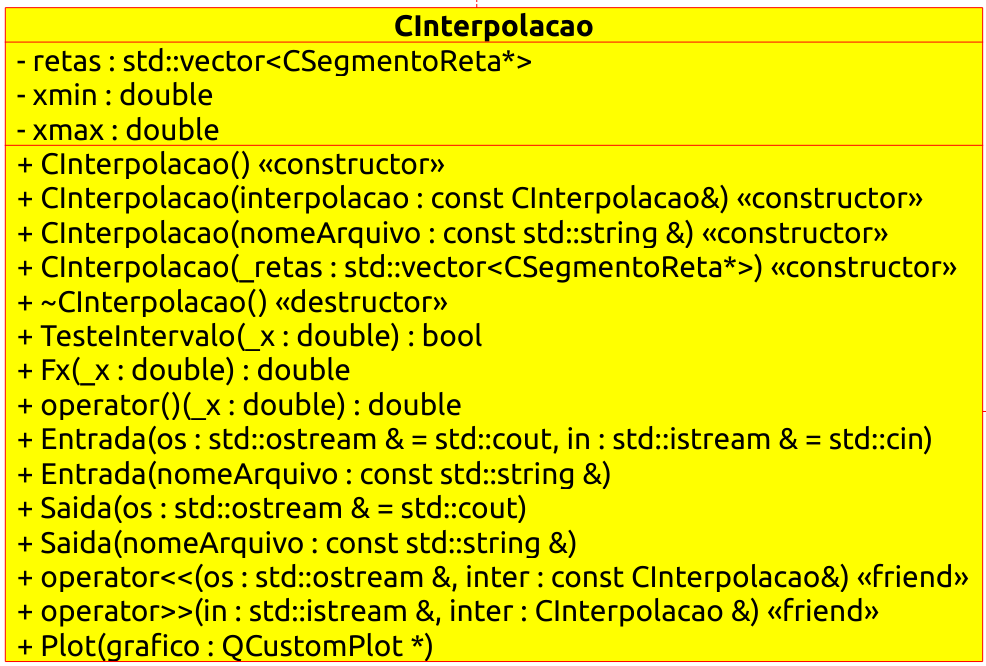 CInterpolacao
- retas : std::vector<CSegmentoReta*>
- xmin : double
- xmax : double
+ CInterpolacao() «constructor»
+ CInterpolacao(interpolacao : const CInterpolacao&) «constructor»
+ CInterpolacao(nomeArquivo : const std::string &) «constructor»
+ CInterpolacao(_retas : std::vector<CSegmentoReta*>) «constructor»
+ ~CInterpolacao() «destructor»
+ TesteIntervalo(_x : double) : bool
+ Fx(_x : double) : double
+ operator()(_x : double) : double
+ Entrada(os : std::ostream & = std::cout, in : std::istream & = std::cin)
+ Entrada(nomeArquivo : const std::string &)
+ Saida(os : std::ostream & = std::cout)
+ Saida(nomeArquivo : const std::string &)
+ operator<<(os : std::ostream &, inter : const CInterpolacao&) «friend»
+ operator>>(in : std::istream &, inter : CInterpolacao &) «friend»
+ Plot(grafico : QCustomPlot *)